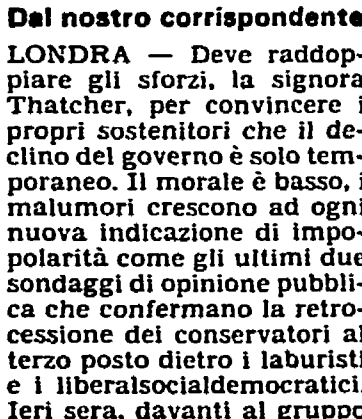 Dal nostro corrispondente
LONDRA — Deve raddop-
piare gli sforzi, la signora
Thatcher, per convincere i
propri sostenitori che il de-
clino del governo è solo tem-
poraneo. Il morale è basso, i
malumori crescono ad ogni
nuova indicazione di impo-
polarità come gli ultimi due
sondaggi di opinione pubbli-
ca che confermano la retro-
cessione dei conservatori al
terzo posto dietro i laburisti
e i liberalsocialdemocratici.
Ieri sera, davanti al gruppo